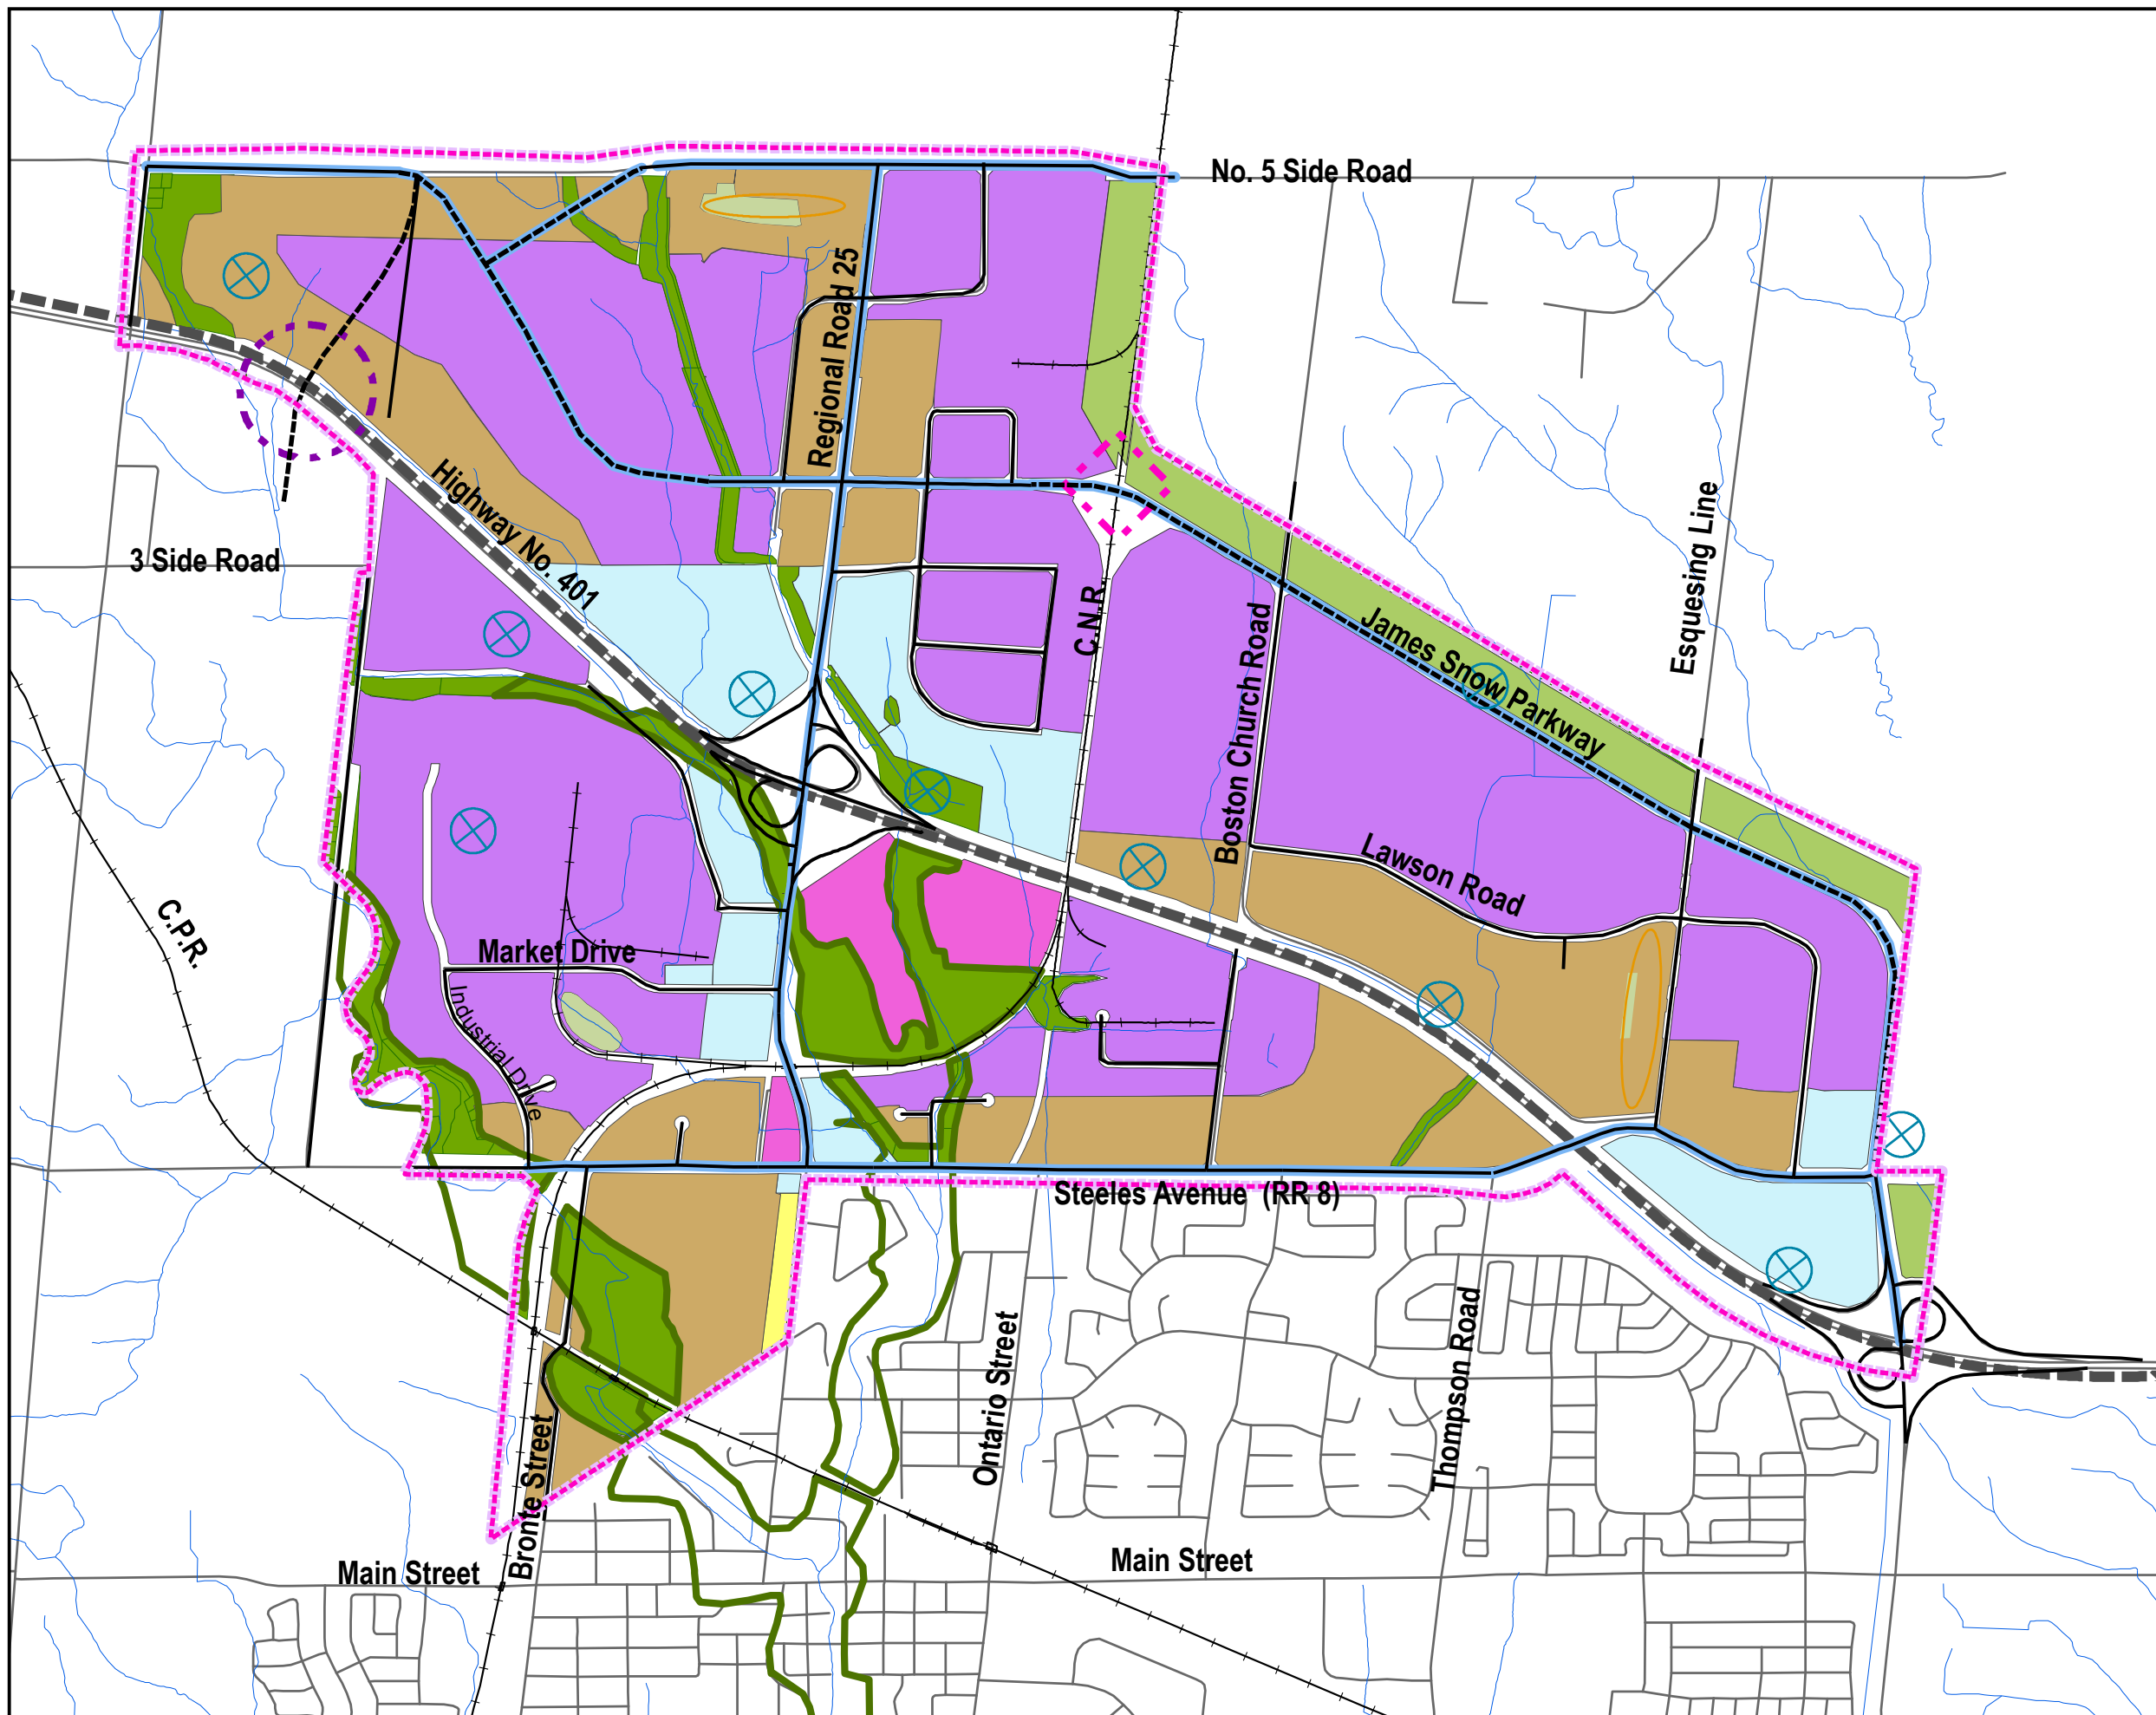 No. 5 Side Road
Regional Road 25
Highway No. 401
3 Side Road
Esquesing Line
C.N.R.
Boston Church Road
James Snow Parkway
Lawson Road
C.P.R.
Market Drive
Industrial Drive
Steeles Avenue (RR 8)
Ontario Street
Thompson Road
Bronte Street
Main Street
Main Street